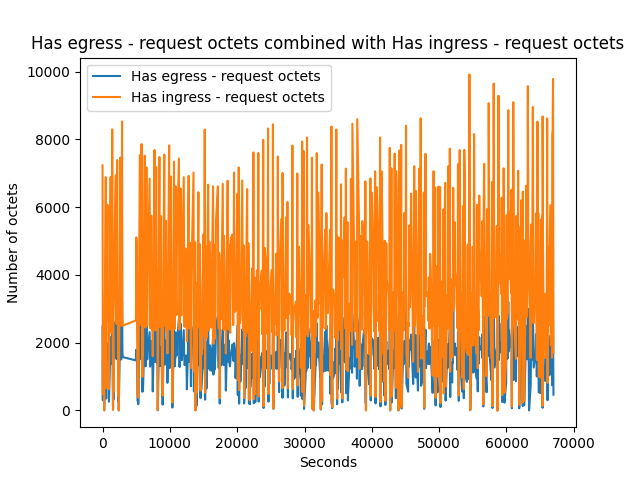 Has egress - request octets combined with Has ingress - request octets
Has egress - request octets
Has ingress - request octets
Number of octets
10000
8000
6000
4000
2000
0
0 10000 20000 30000 40000 50000 60000 70000
Seconds